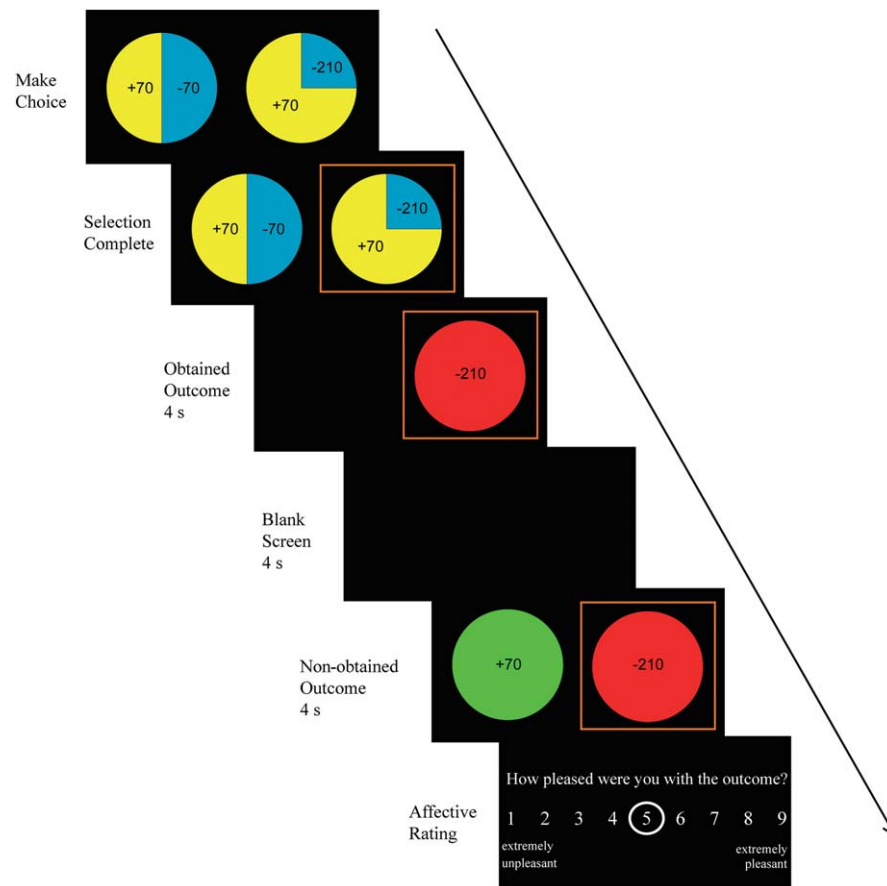 Make
Choice
+70
-70
-210
+70
Selection
Complete
+70
-70
-210
+70
Obtained
Outcome
4 s
-210
Blank
Screen
4 s
Non-obtained
Outcome
4 s
+70
-210
Affective
Rating
How pleased were you with the outcome?
1 2 3 4 5 6 7 8 9
extremely
unpleasant
extremely
pleasant